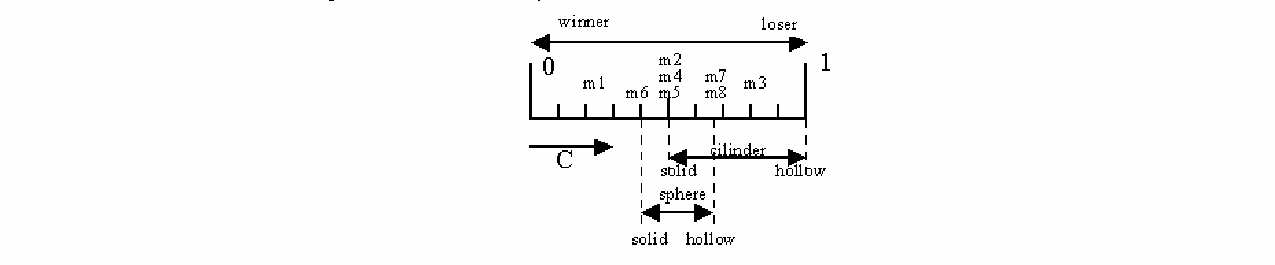 winner loser
0 1
m2
m1 m4 m7 m3
m6 m5 m8
C cilinder
solid hollow
sphere
solid hollow